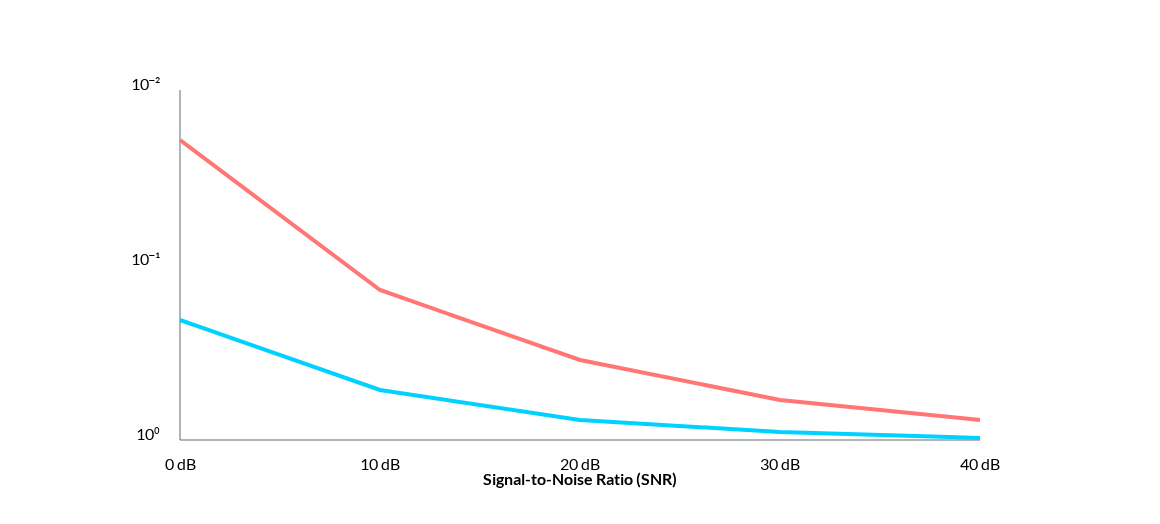 10⁻²
10⁻¹
10⁰
0 dB 10 dB 20 dB 30 dB 40 dB
Signal-to-Noise Ratio (SNR)